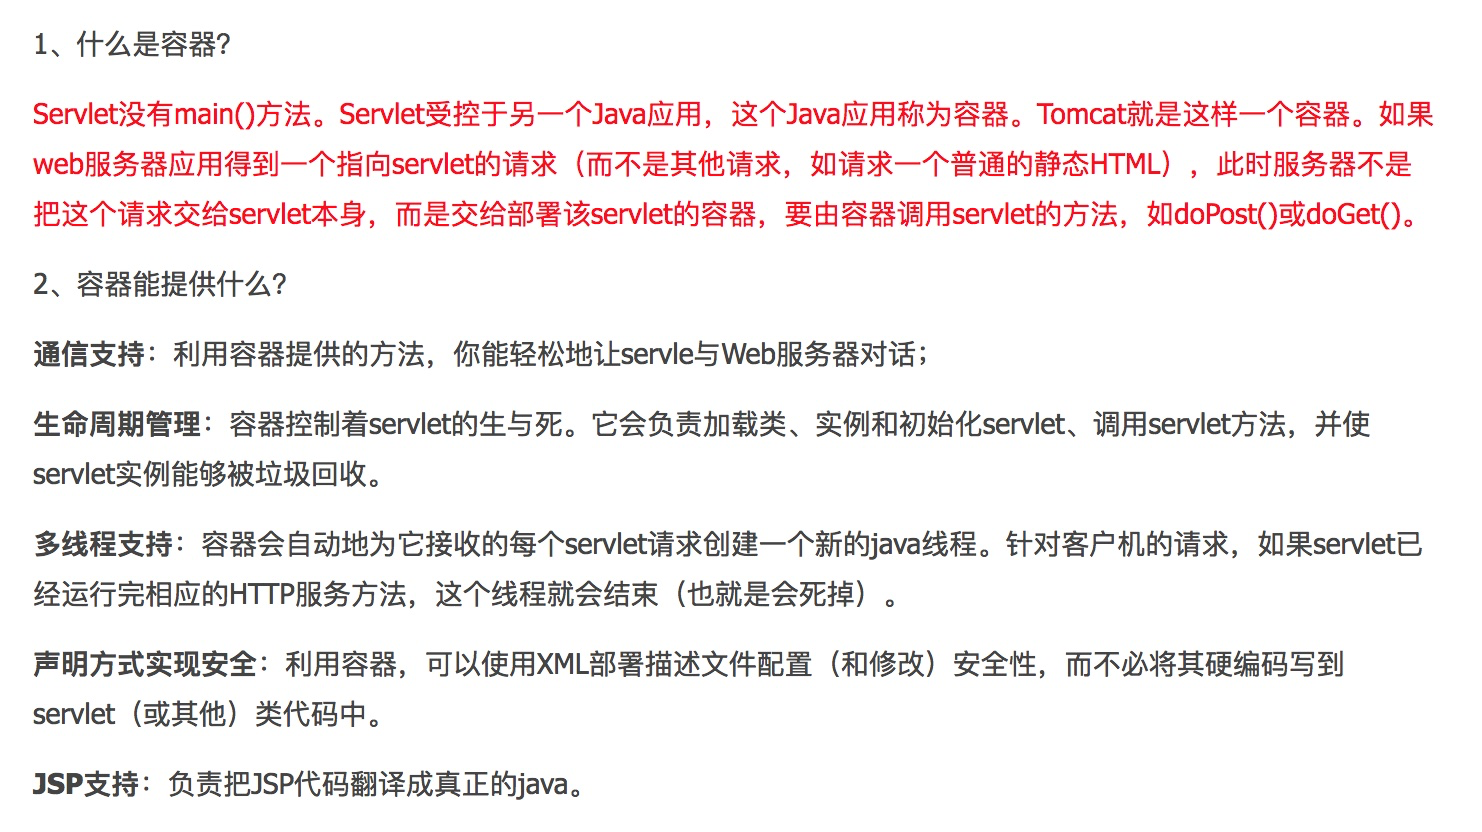 1、什么是容器?
Servlet没有main()方法。Servlet受控于另一个Java应用，这个Java应用称为容器。Tomcat就是这样一个容器。如果
web服务器应用得到一个指向servlet的请求（而不是其他请求，如请求一个普通的静态HTML），此时服务器不是
把这个请求交给servlet本身，而是交给部署该servlet的容器，要由容器调用servlet的方法，如doPost()或doGet()。
2、容器能提供什么?
通信支持：利用容器提供的方法，你能轻松地让servle与Web服务器对话；
生命周期管理：容器控制着servlet的生与死。它会负责加载类、实例和初始化servlet、调用servlet方法，并使
servlet实例能够被垃圾回收。
多线程支持：容器会自动地为它接收的每个servlet请求创建一个新的java线程。针对客户机的请求，如果servlet已
经运行完相应的HTTP服务方法，这个线程就会结束（也就是会死掉）。
声明方式实现安全：利用容器，可以使用XML部署描述文件配置（和修改）安全性，而不必将其硬编码写到
servlet（或其他）类代码中。
JSP支持：负责把JSP代码翻译成真正的java。